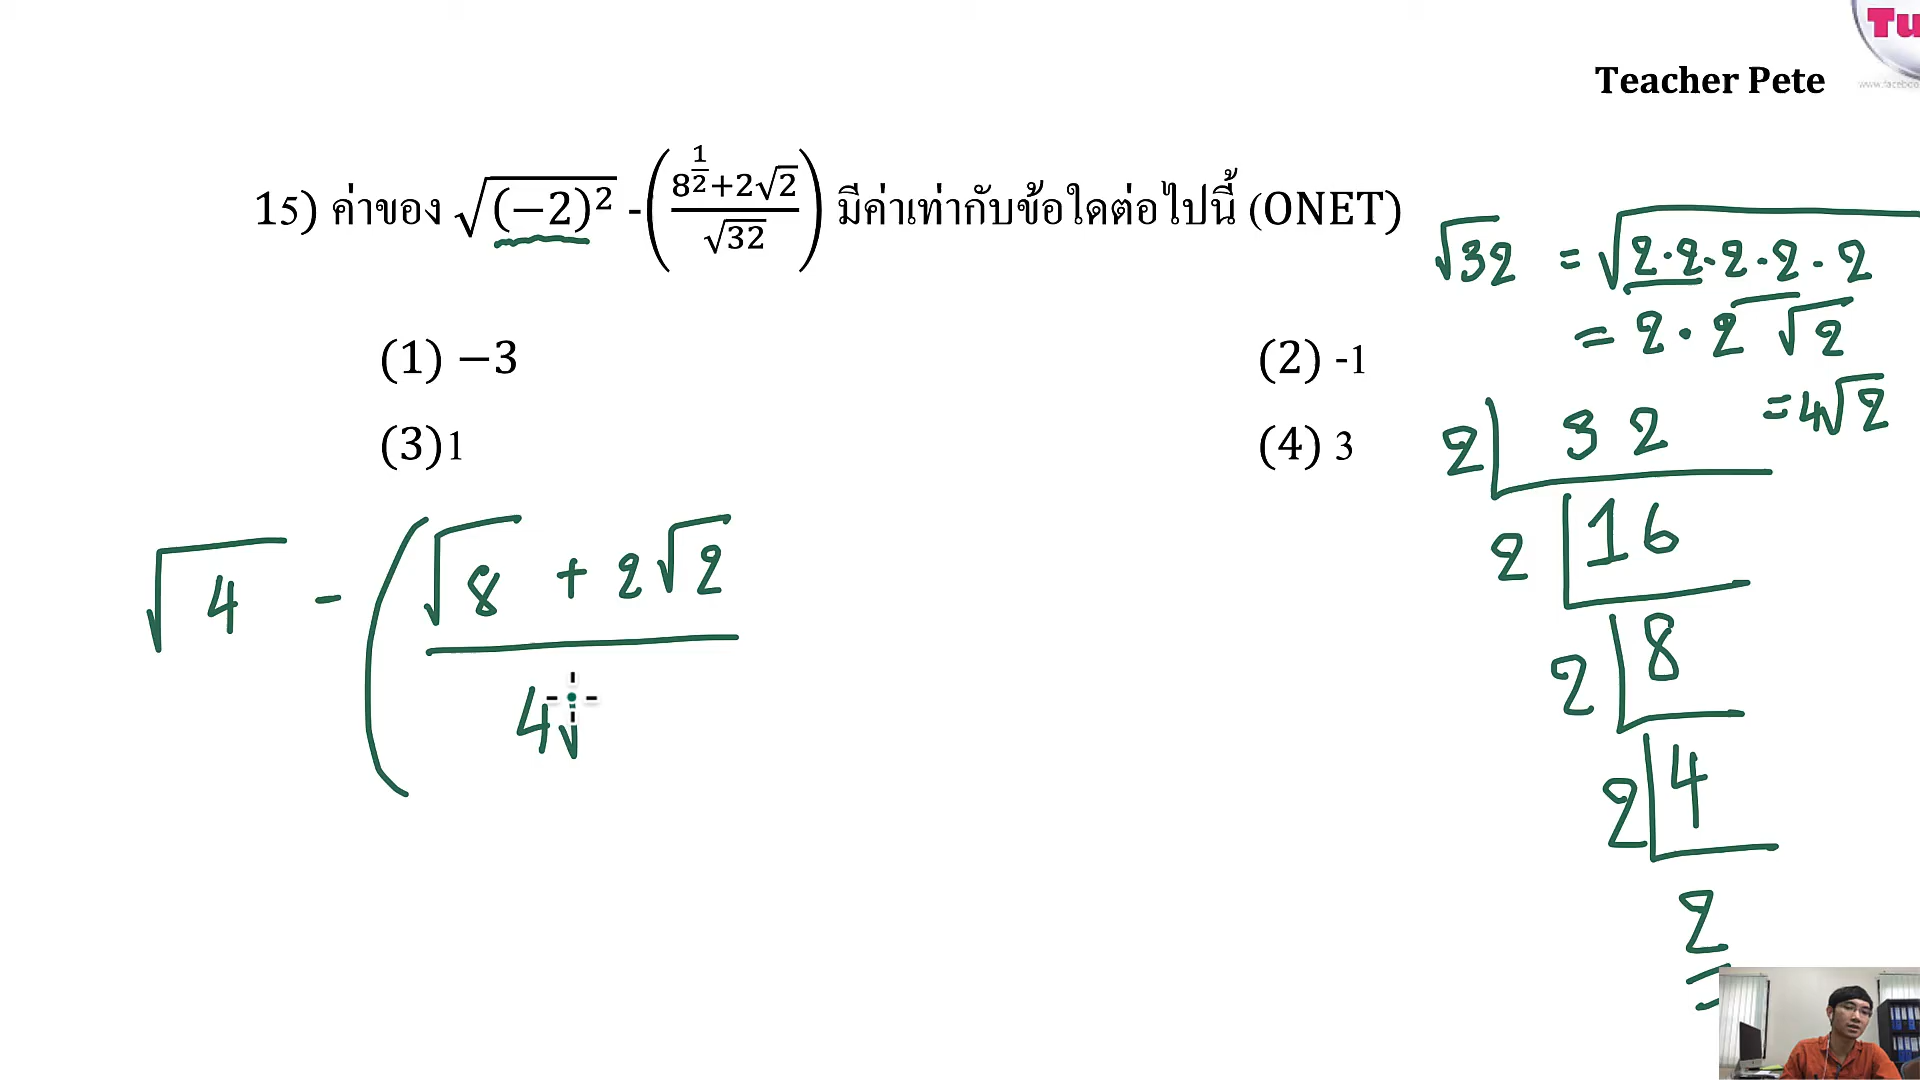 Tu
www.faceboo
Teacher Pete
15) ค่าของ √(−2)² -(8^(1/2)+2√2 / √32) มีค่าเท่ากับข้อใดต่อไปนี้ (ONET)
(1) −3
(2) -1
(3)1
(4) 3
√32 = √2·2·2·2·2
= 2·2√2
= 4√2
2 32
2 16
2 8
2 4
2
√4 - (√8 + 2√2
4√